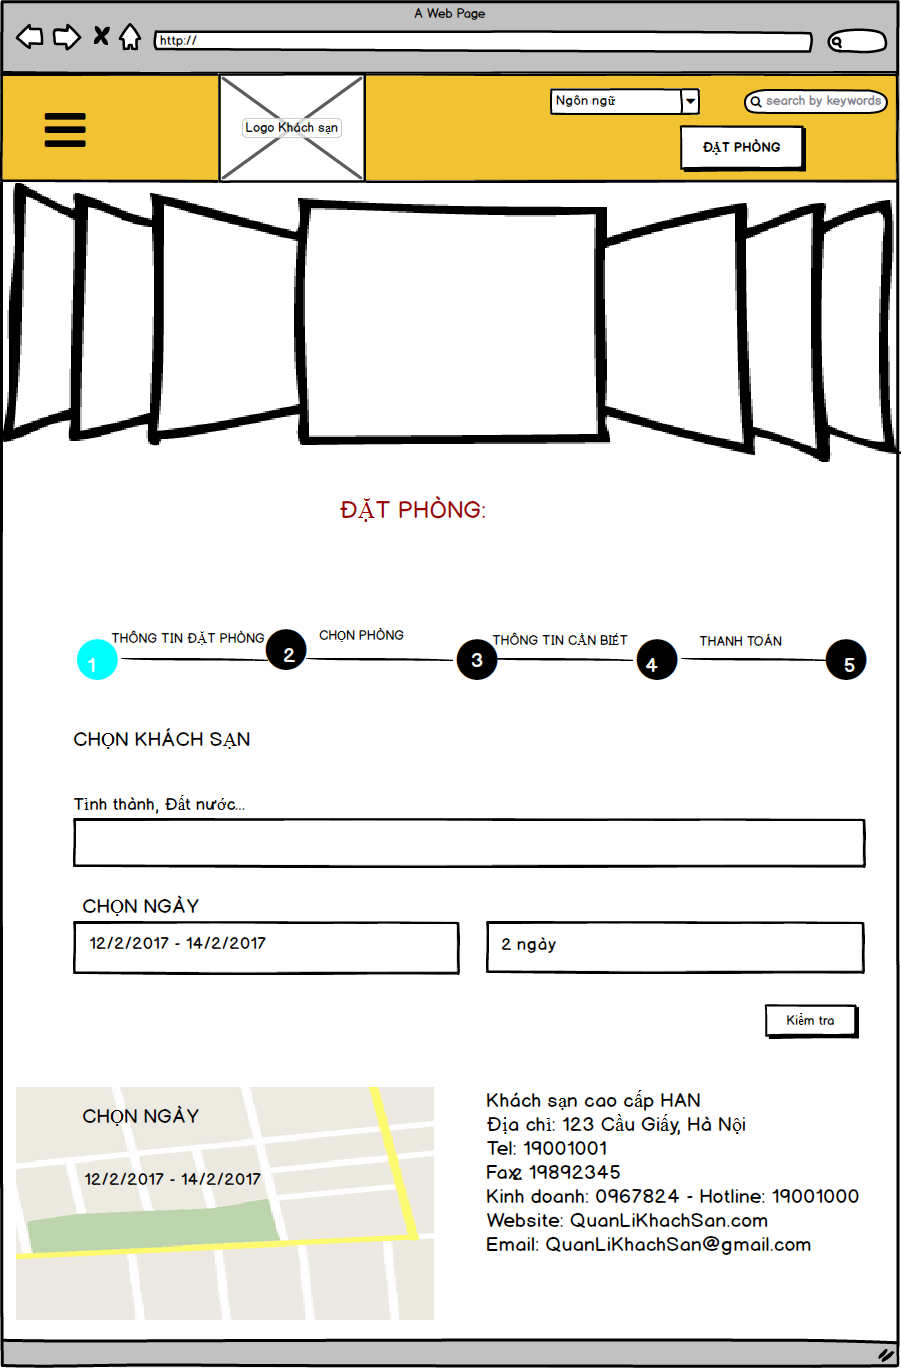 A Web Page
http://
Logo Khách sạn
Ngôn ngữ
search by keywords
ĐẶT PHÒNG
ĐẶT PHÒNG:
THÔNG TIN ĐẶT PHÒNG
CHỌN PHÒNG
THÔNG TIN CẦN BIẾT
THANH TOÁN
1
2
3
4
5
CHỌN KHÁCH SẠN
Tình thành, Đất nước...
CHỌN NGÀY
12/2/2017 - 14/2/2017
2 ngày
Kiểm tra
CHỌN NGÀY
12/2/2017 - 14/2/2017
Khách sạn cao cấp HAN
Địa chỉ: 123 Cầu Giấy, Hà Nội
Tel: 19001001
Fax: 19892345
Kinh doanh: 0967824 - Hotline: 19001000
Website: QuanLiKhachSan.com
Email: QuanLiKhachSan@gmail.com